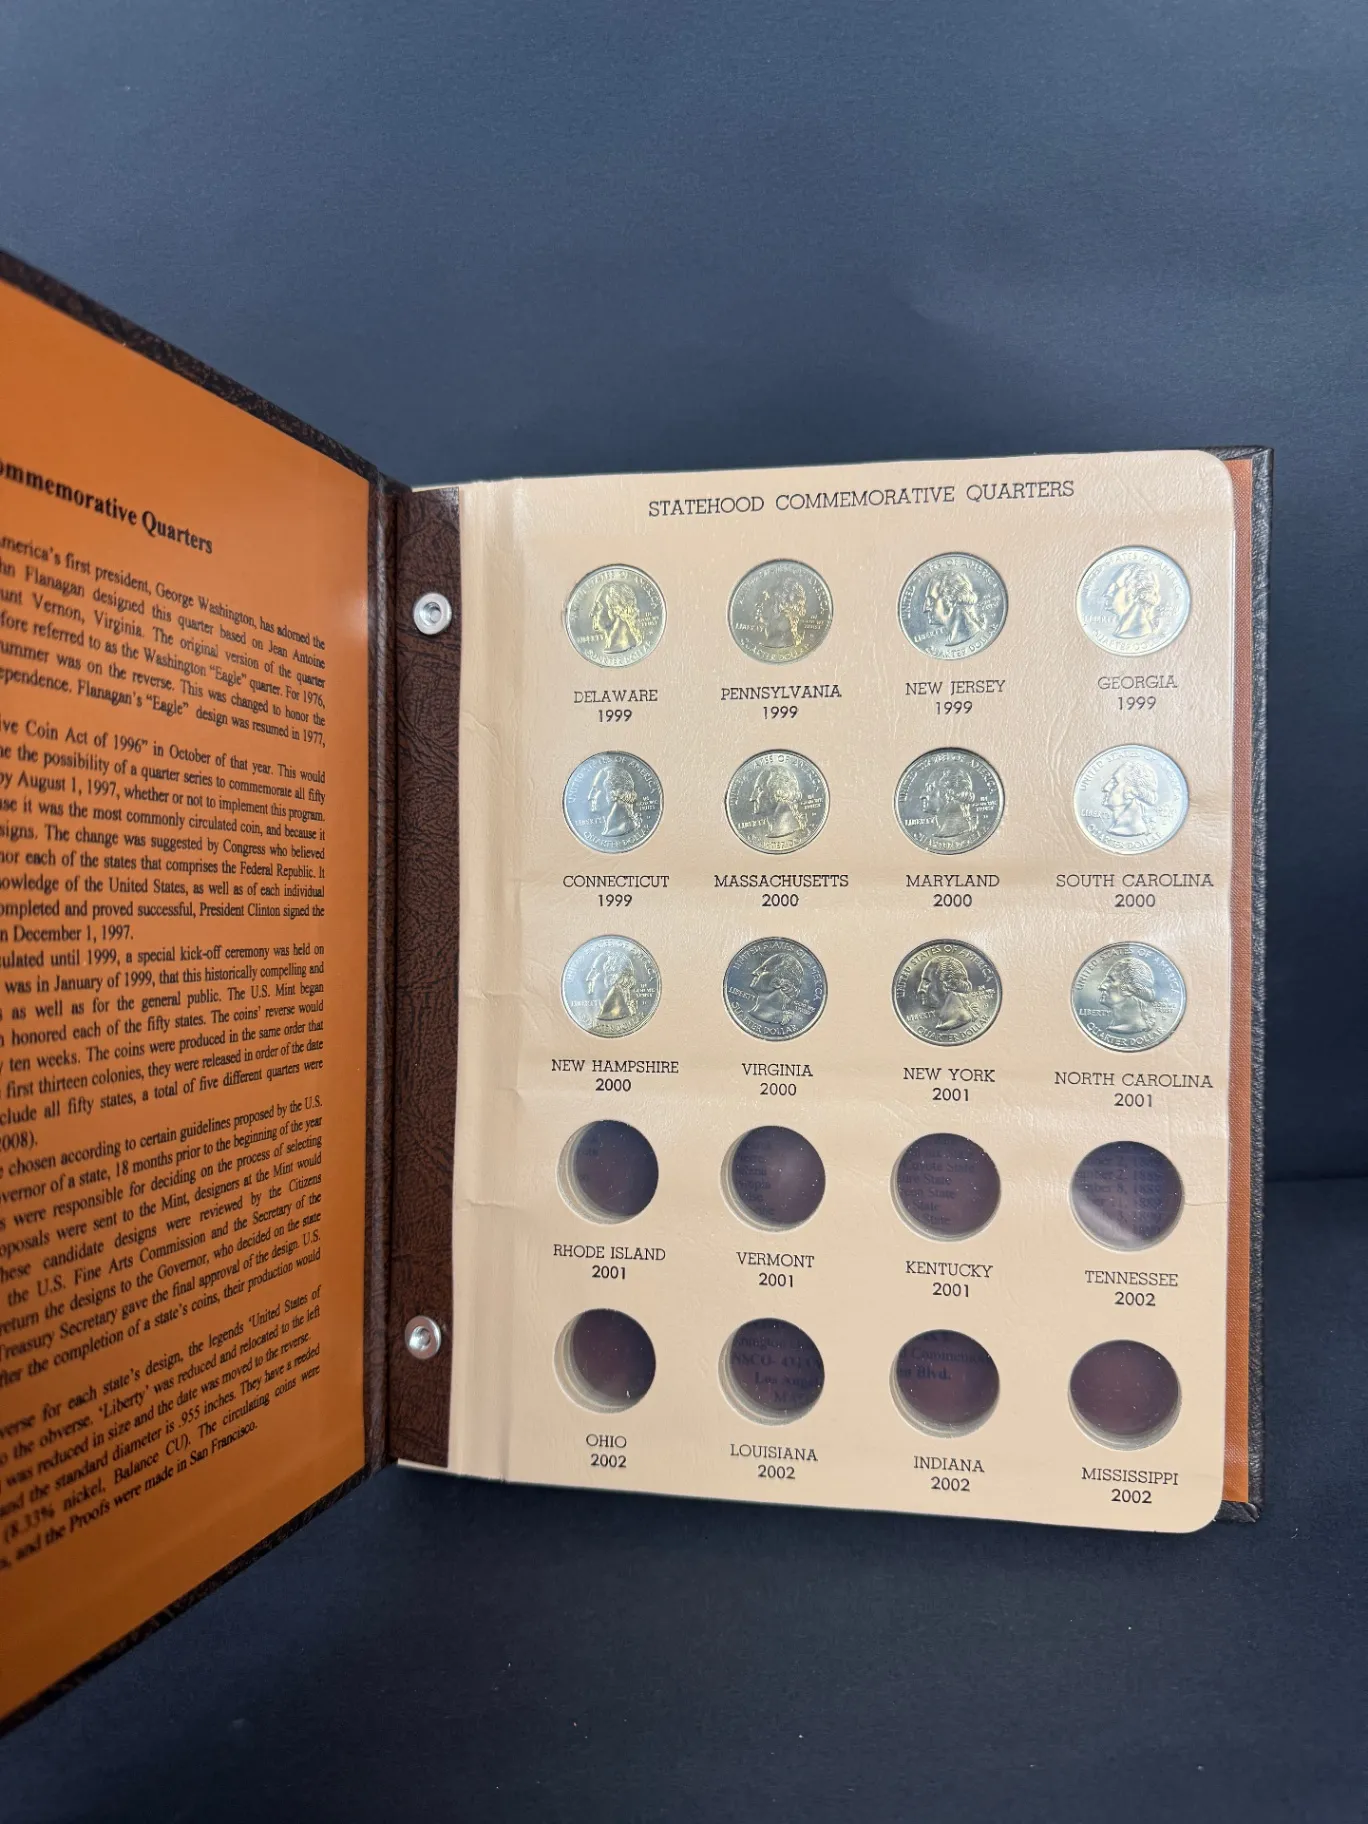 ommemorative Quarters
merica's first president, George Washington, has adorned the
hn Flanagan designed this quarter based on Jean Antoine
unt Vernon, Virginia. The original version of the quarter
fore referred to as the Washington "Eagle" quarter. For 1976,
ummer was on the reverse. This was changed to honor the
ependence. Flanagan's "Eagle" design was resumed in 1977,
ve Coin Act of 1996" in October of that year. This would
ne the possibility of a quarter series to commemorate all fifty
by August 1, 1997, whether or not to implement this program.
se it was the most commonly circulated coin, and because it
signs. The change was suggested by Congress who believed
nor each of the states that comprises the Federal Republic. It
owledge of the United States, as well as of each individual
ompleted and proved successful, President Clinton signed the
n December 1, 1997.
ulated until 1999, a special kick-off ceremony was held on
was in January of 1999, that this historically compelling and
s as well as for the general public. The U.S. Mint began
h honored each of the fifty states. The coins' reverse would
y ten weeks. The coins were produced in the same order that
first thirteen colonies, they were released in order of the date
clude all fifty states, a total of five different quarters were
2008).
e chosen according to certain guidelines proposed by the U.S.
vernor of a state, 18 months prior to the beginning of the year
s were responsible for deciding on the process of selecting
oposals were sent to the Mint, designers at the Mint would
hese candidate designs were reviewed by the Citizens
the U.S. Fine Arts Commission and the Secretary of the
return the designs to the Governor, who decided on the state
Treasury Secretary gave the final approval of the design. U.S.
fter the completion of a state's coins, their production would
verse for each state's design, the legends 'United States of
o the obverse. 'Liberty' was reduced and relocated to the left
was reduced in size and the date was moved to the reverse.
and the standard diameter is .955 inches. They have a reeded
(8.33% nickel, Balance CU). The circulating coins were
s, and the Proofs were made in San Francisco.
STATEHOOD COMMEMORATIVE QUARTERS
DELAWARE
1999
PENNSYLVANIA
1999
NEW JERSEY
1999
GEORGIA
1999
CONNECTICUT
1999
MASSACHUSETTS
2000
MARYLAND
2000
SOUTH CAROLINA
2000
NEW HAMPSHIRE
2000
VIRGINIA
2000
NEW YORK
2001
NORTH CAROLINA
2001
RHODE ISLAND
2001
VERMONT
2001
KENTUCKY
2001
TENNESSEE
2002
OHIO
2002
LOUISIANA
2002
INDIANA
2002
MISSISSIPPI
2002